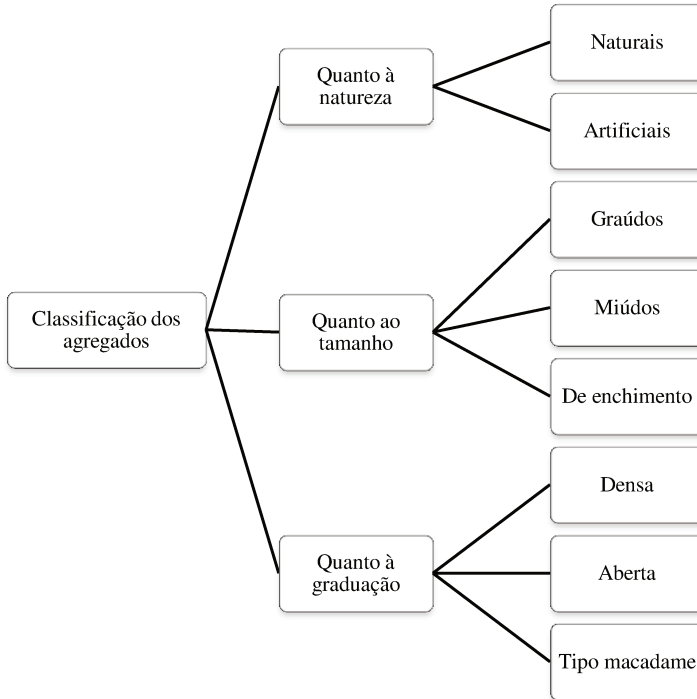 Classificação dos
agregados
Quanto à
natureza
Naturais
Artificiais
Quanto ao
tamanho
Graúdos
Miúdos
De enchimento
Quanto à
graduação
Densa
Aberta
Tipo macadame